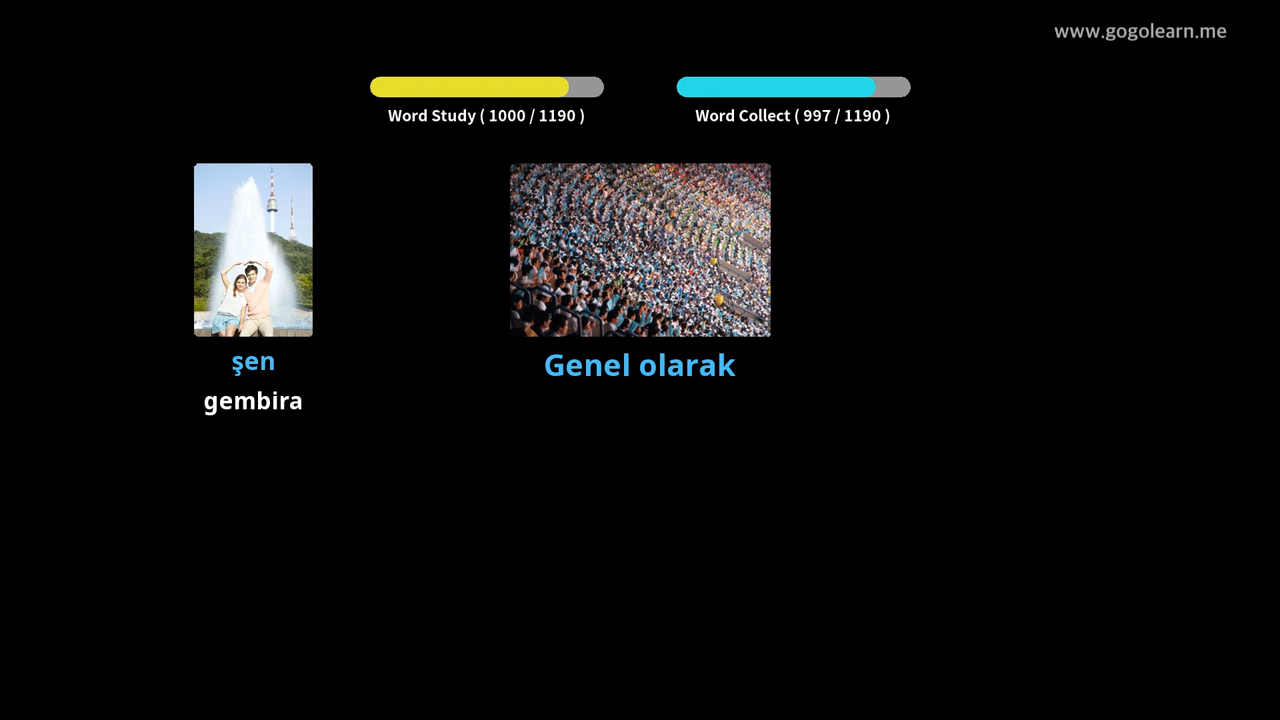 www.gogolearn.me
Word Study ( 1000 / 1190 )
Word Collect ( 997 / 1190 )
şen
gembira
Genel olarak